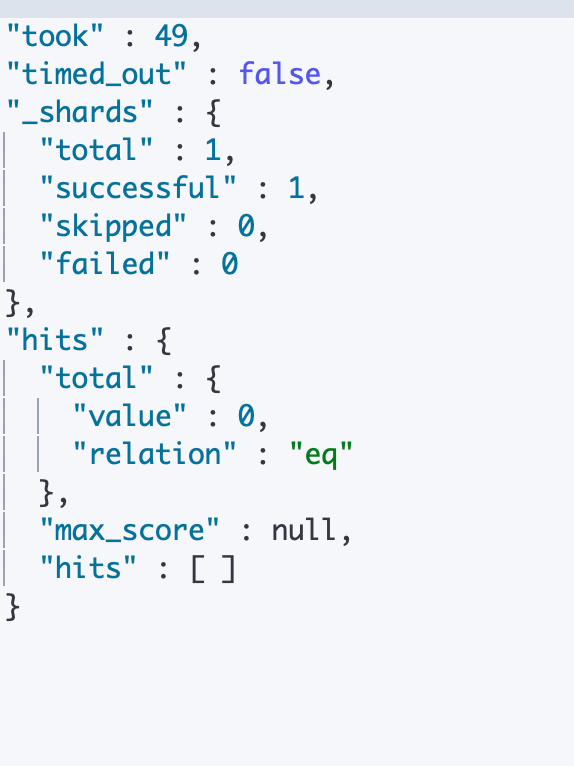 "took" : 49,
"timed_out" : false,
"_shards" : {
"total" : 1,
"successful" : 1,
"skipped" : 0,
"failed" : 0
},
"hits" : {
"total" : {
"value" : 0,
"relation" : "eq"
},
"max_score" : null,
"hits" : [ ]
}